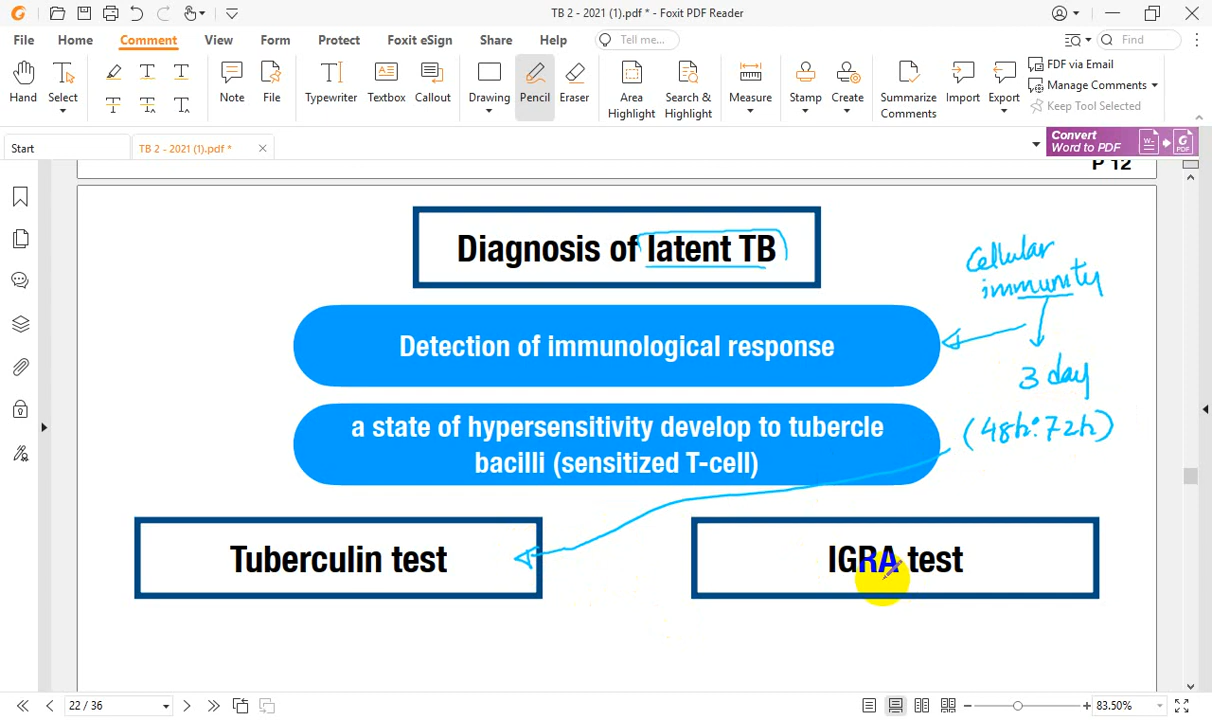 TB 2 - 2021 (1).pdf * - Foxit PDF Reader
File Home Comment View Form Protect Foxit eSign Share Help Tell me... Find
Hand Select Note File Typewriter Textbox Callout Drawing Pencil Eraser Area Highlight Search & Highlight Measure Stamp Create Summarize Comments Import Export
FDF via Email
Manage Comments
Keep Tool Selected
Start TB 2 - 2021 (1).pdf *
Convert
Word to PDF
P 12
Diagnosis of latent TB
Cellular
immunity
Detection of immunological response
3 day
(48h:72h)
a state of hypersensitivity develop to tubercle
bacilli (sensitized T-cell)
Tuberculin test
IGRA test
22 / 36
83.50%